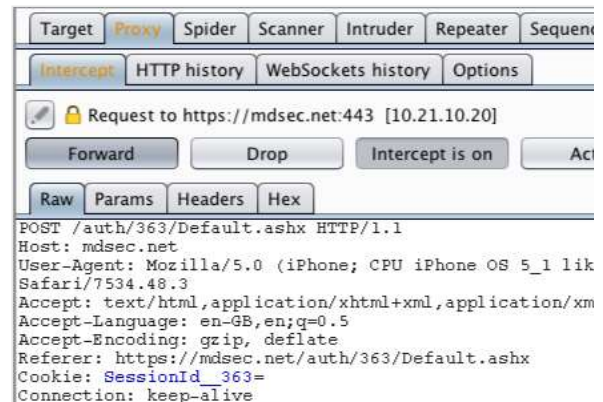 Target Proxy Spider Scanner Intruder Repeater Sequenc
Intercept HTTP history WebSockets history Options
Request to https://mdsec.net:443 [10.21.10.20]
Forward Drop Intercept is on Act
Raw Params Headers Hex
POST /auth/363/Default.ashx HTTP/1.1
Host: mdsec.net
User-Agent: Mozilla/5.0 (iPhone; CPU iPhone OS 5_1 lik
Safari/7534.48.3
Accept: text/html,application/xhtml+xml,application/xm
Accept-Language: en-GB,en;q=0.5
Accept-Encoding: gzip, deflate
Referer: https://mdsec.net/auth/363/Default.ashx
Cookie: SessionId_363=
Connection: keep-alive